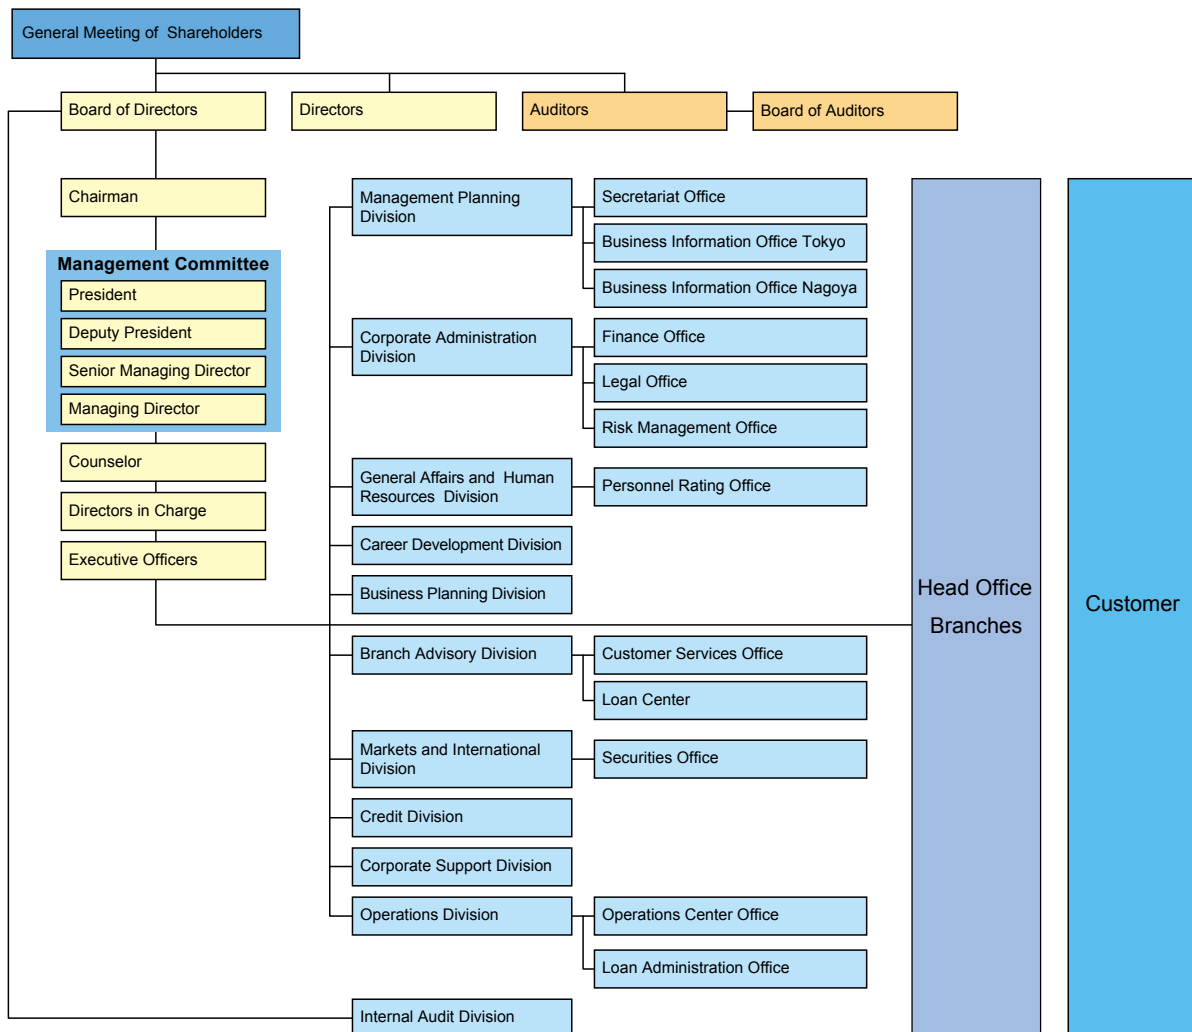 General Meeting of Shareholders
Board of Directors
Directors
Auditors
Board of Auditors
Chairman
Management Committee
President
Deputy President
Senior Managing Director
Managing Director
Counselor
Directors in Charge
Executive Officers
Management Planning
Division
Secretariat Office
Business Information Office Tokyo
Business Information Office Nagoya
Corporate Administration
Division
Finance Office
Legal Office
Risk Management Office
General Affairs and Human
Resources Division
Personnel Rating Office
Career Development Division
Business Planning Division
Branch Advisory Division
Customer Services Office
Loan Center
Markets and International
Division
Securities Office
Credit Division
Corporate Support Division
Operations Division
Operations Center Office
Loan Administration Office
Internal Audit Division
Head Office
Branches
Customer